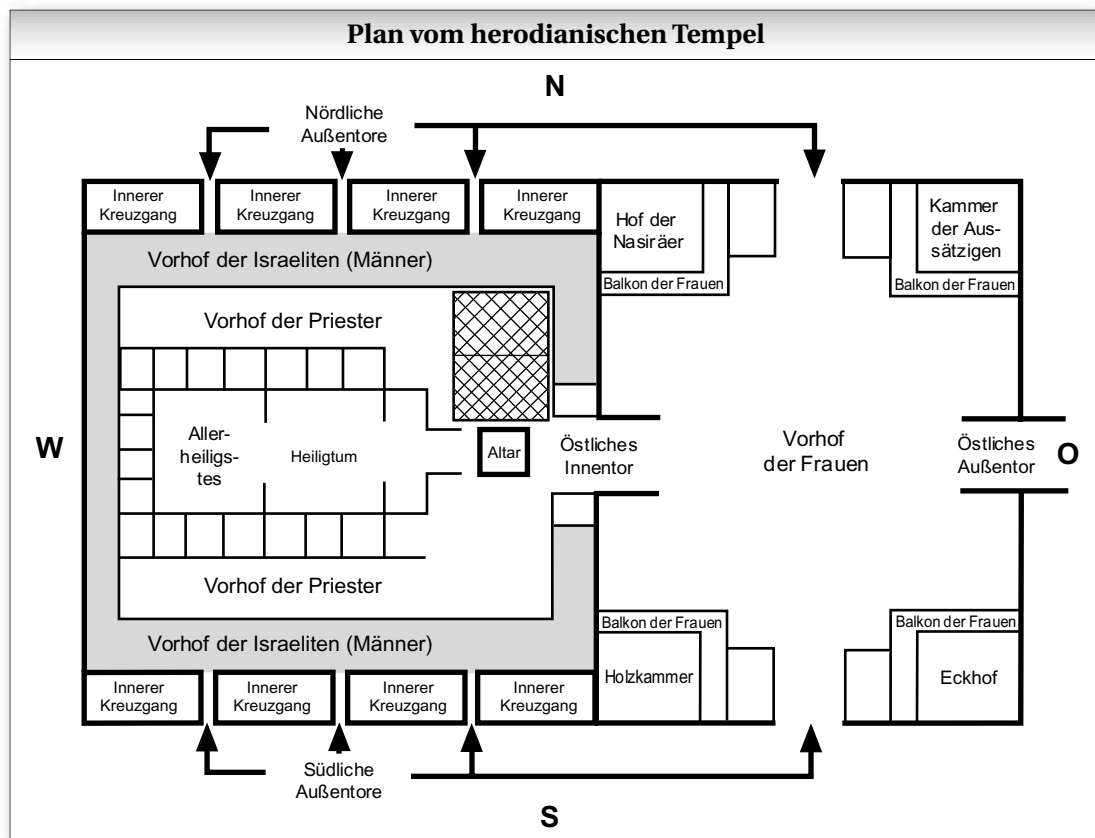 Plan vom herodianischen Tempel
N
Nördliche
Außentore
Innerer
Kreuzgang
Innerer
Kreuzgang
Innerer
Kreuzgang
Innerer
Kreuzgang
Hof der
Nasiräer
Kammer
der Aus-
sätzigen
Vorhof der Israeliten (Männer)
Balkon der Frauen
Balkon der Frauen
Vorhof der Priester
W
Aller-
heiligs-
tes
Heiligtum
Altar
Östliches
Innentor
Vorhof
der Frauen
Östliches
Außentor
O
Vorhof der Priester
Balkon der Frauen
Balkon der Frauen
Vorhof der Israeliten (Männer)
Holzkammer
Eckhof
Innerer
Kreuzgang
Innerer
Kreuzgang
Innerer
Kreuzgang
Innerer
Kreuzgang
Südliche
Außentore
S